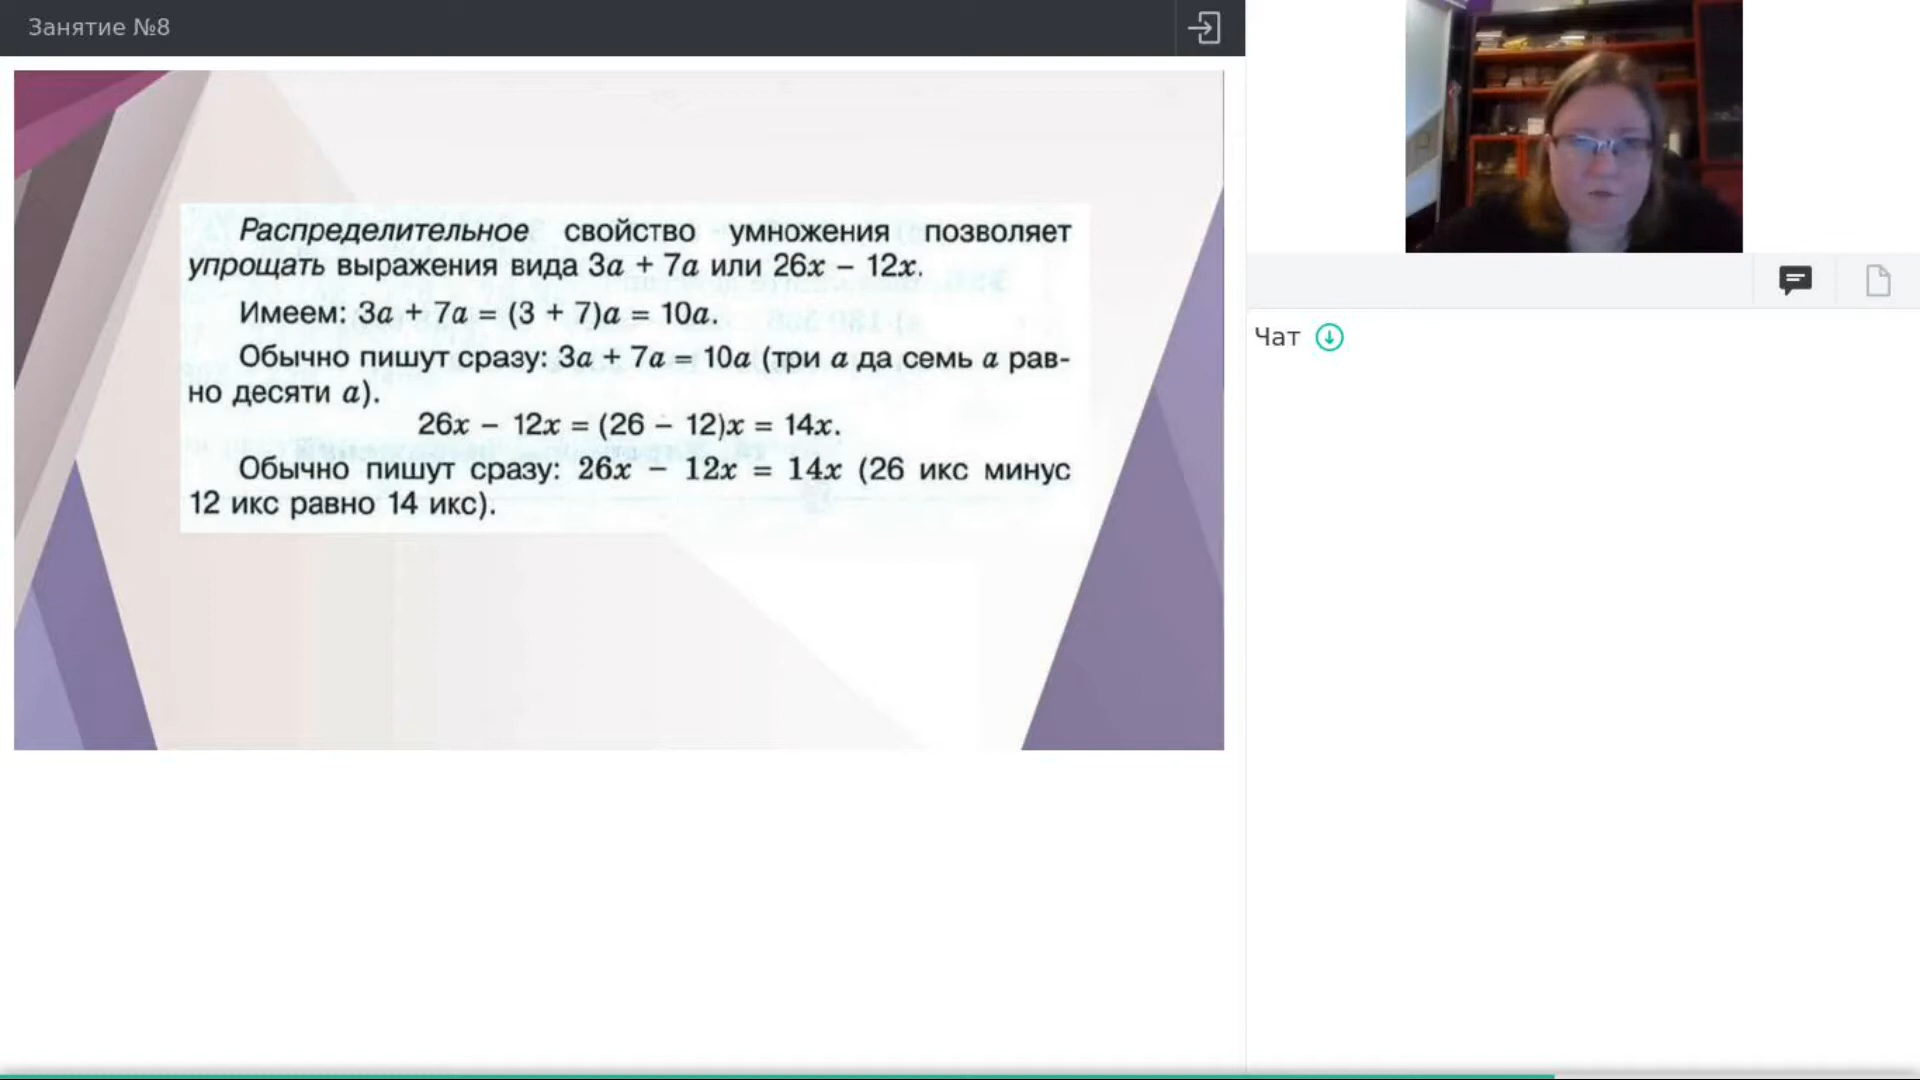 Занятие №8
Распределительное свойство умножения позволяет
упрощать выражения вида 3a + 7a или 26x − 12x.
Имеем: 3a + 7a = (3 + 7)a = 10a.
Обычно пишут сразу: 3a + 7a = 10a (три a да семь a рав-
но десяти a).
26x − 12x = (26 − 12)x = 14x.
Обычно пишут сразу: 26x − 12x = 14x (26 икс минус
12 икс равно 14 икс).
Чат